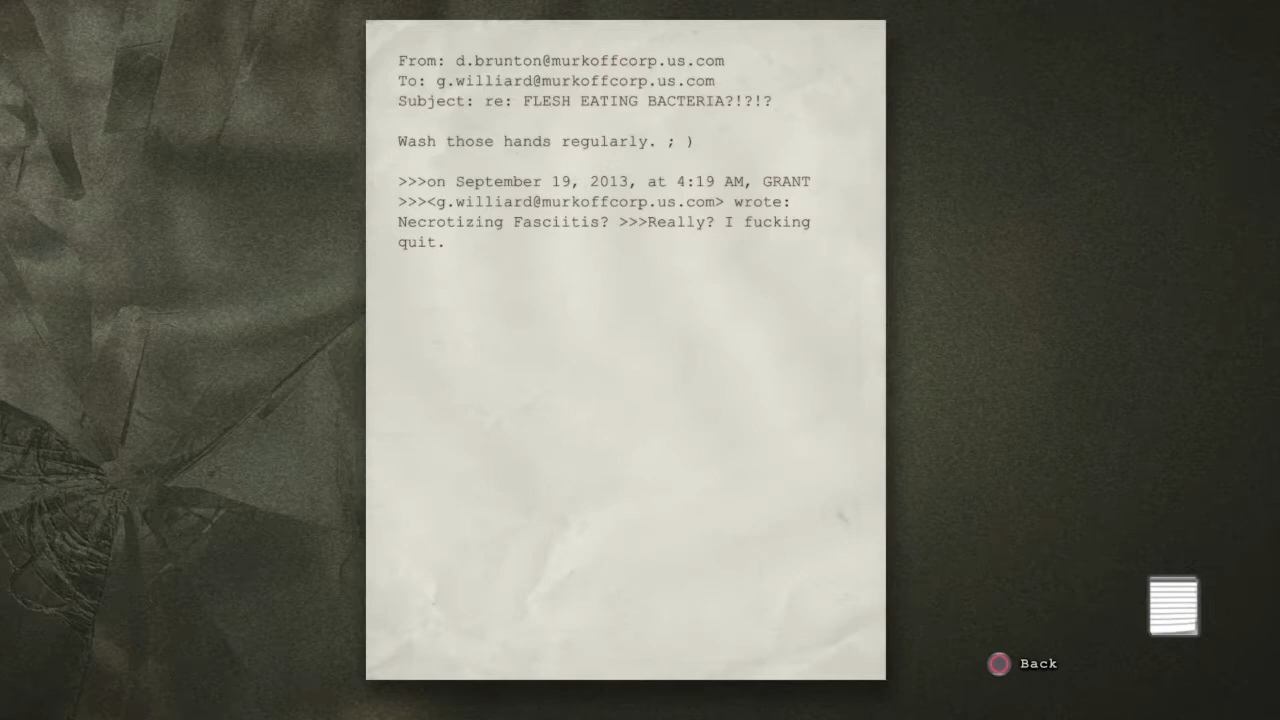 From: d.brunton@murkoffcorp.us.com
To: g.williard@murkoffcorp.us.com
Subject: re: FLESH EATING BACTERIA?!?!?
Wash those hands regularly. ; )
>>>on September 19, 2013, at 4:19 AM, GRANT
>>><g.williard@murkoffcorp.us.com> wrote:
Necrotizing Fasciitis? >>>Really? I fucking
quit.
Back